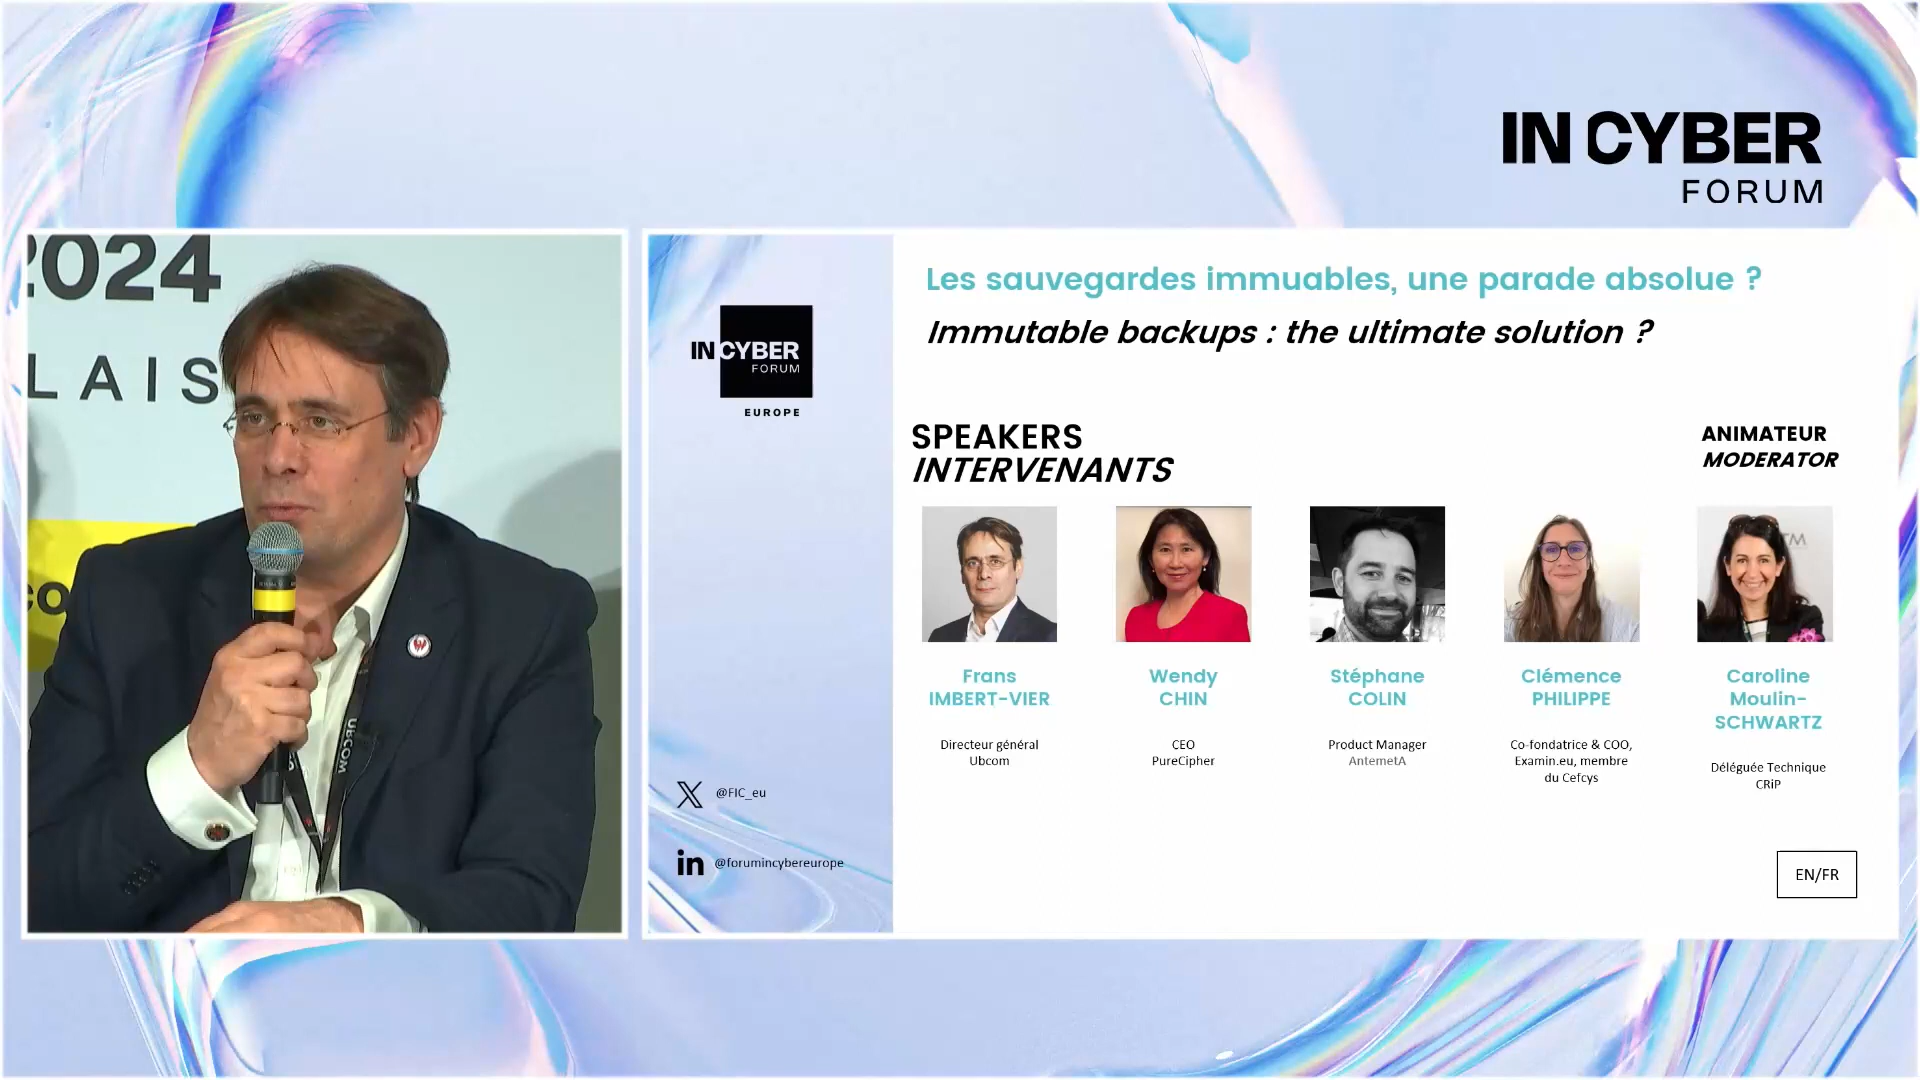 IN CYBER
FORUM
2024
LAIS
co
UBCOM
IN CYBER
FORUM
EUROPE
@FIC_eu
in @forumincybereurope
Les sauvegardes immuables, une parade absolue ?
Immutable backups : the ultimate solution ?
SPEAKERS
INTERVENANTS
ANIMATEUR
MODERATOR
Frans
IMBERT-VIER
Directeur général
Ubcom
Wendy
CHIN
CEO
PureCipher
Stéphane
COLIN
Product Manager
AntemetA
Clémence
PHILIPPE
Co-fondatrice & COO,
Examin.eu, membre
du Cefcys
Caroline
Moulin-
SCHWARTZ
Déléguée Technique
CRiP
EN/FR